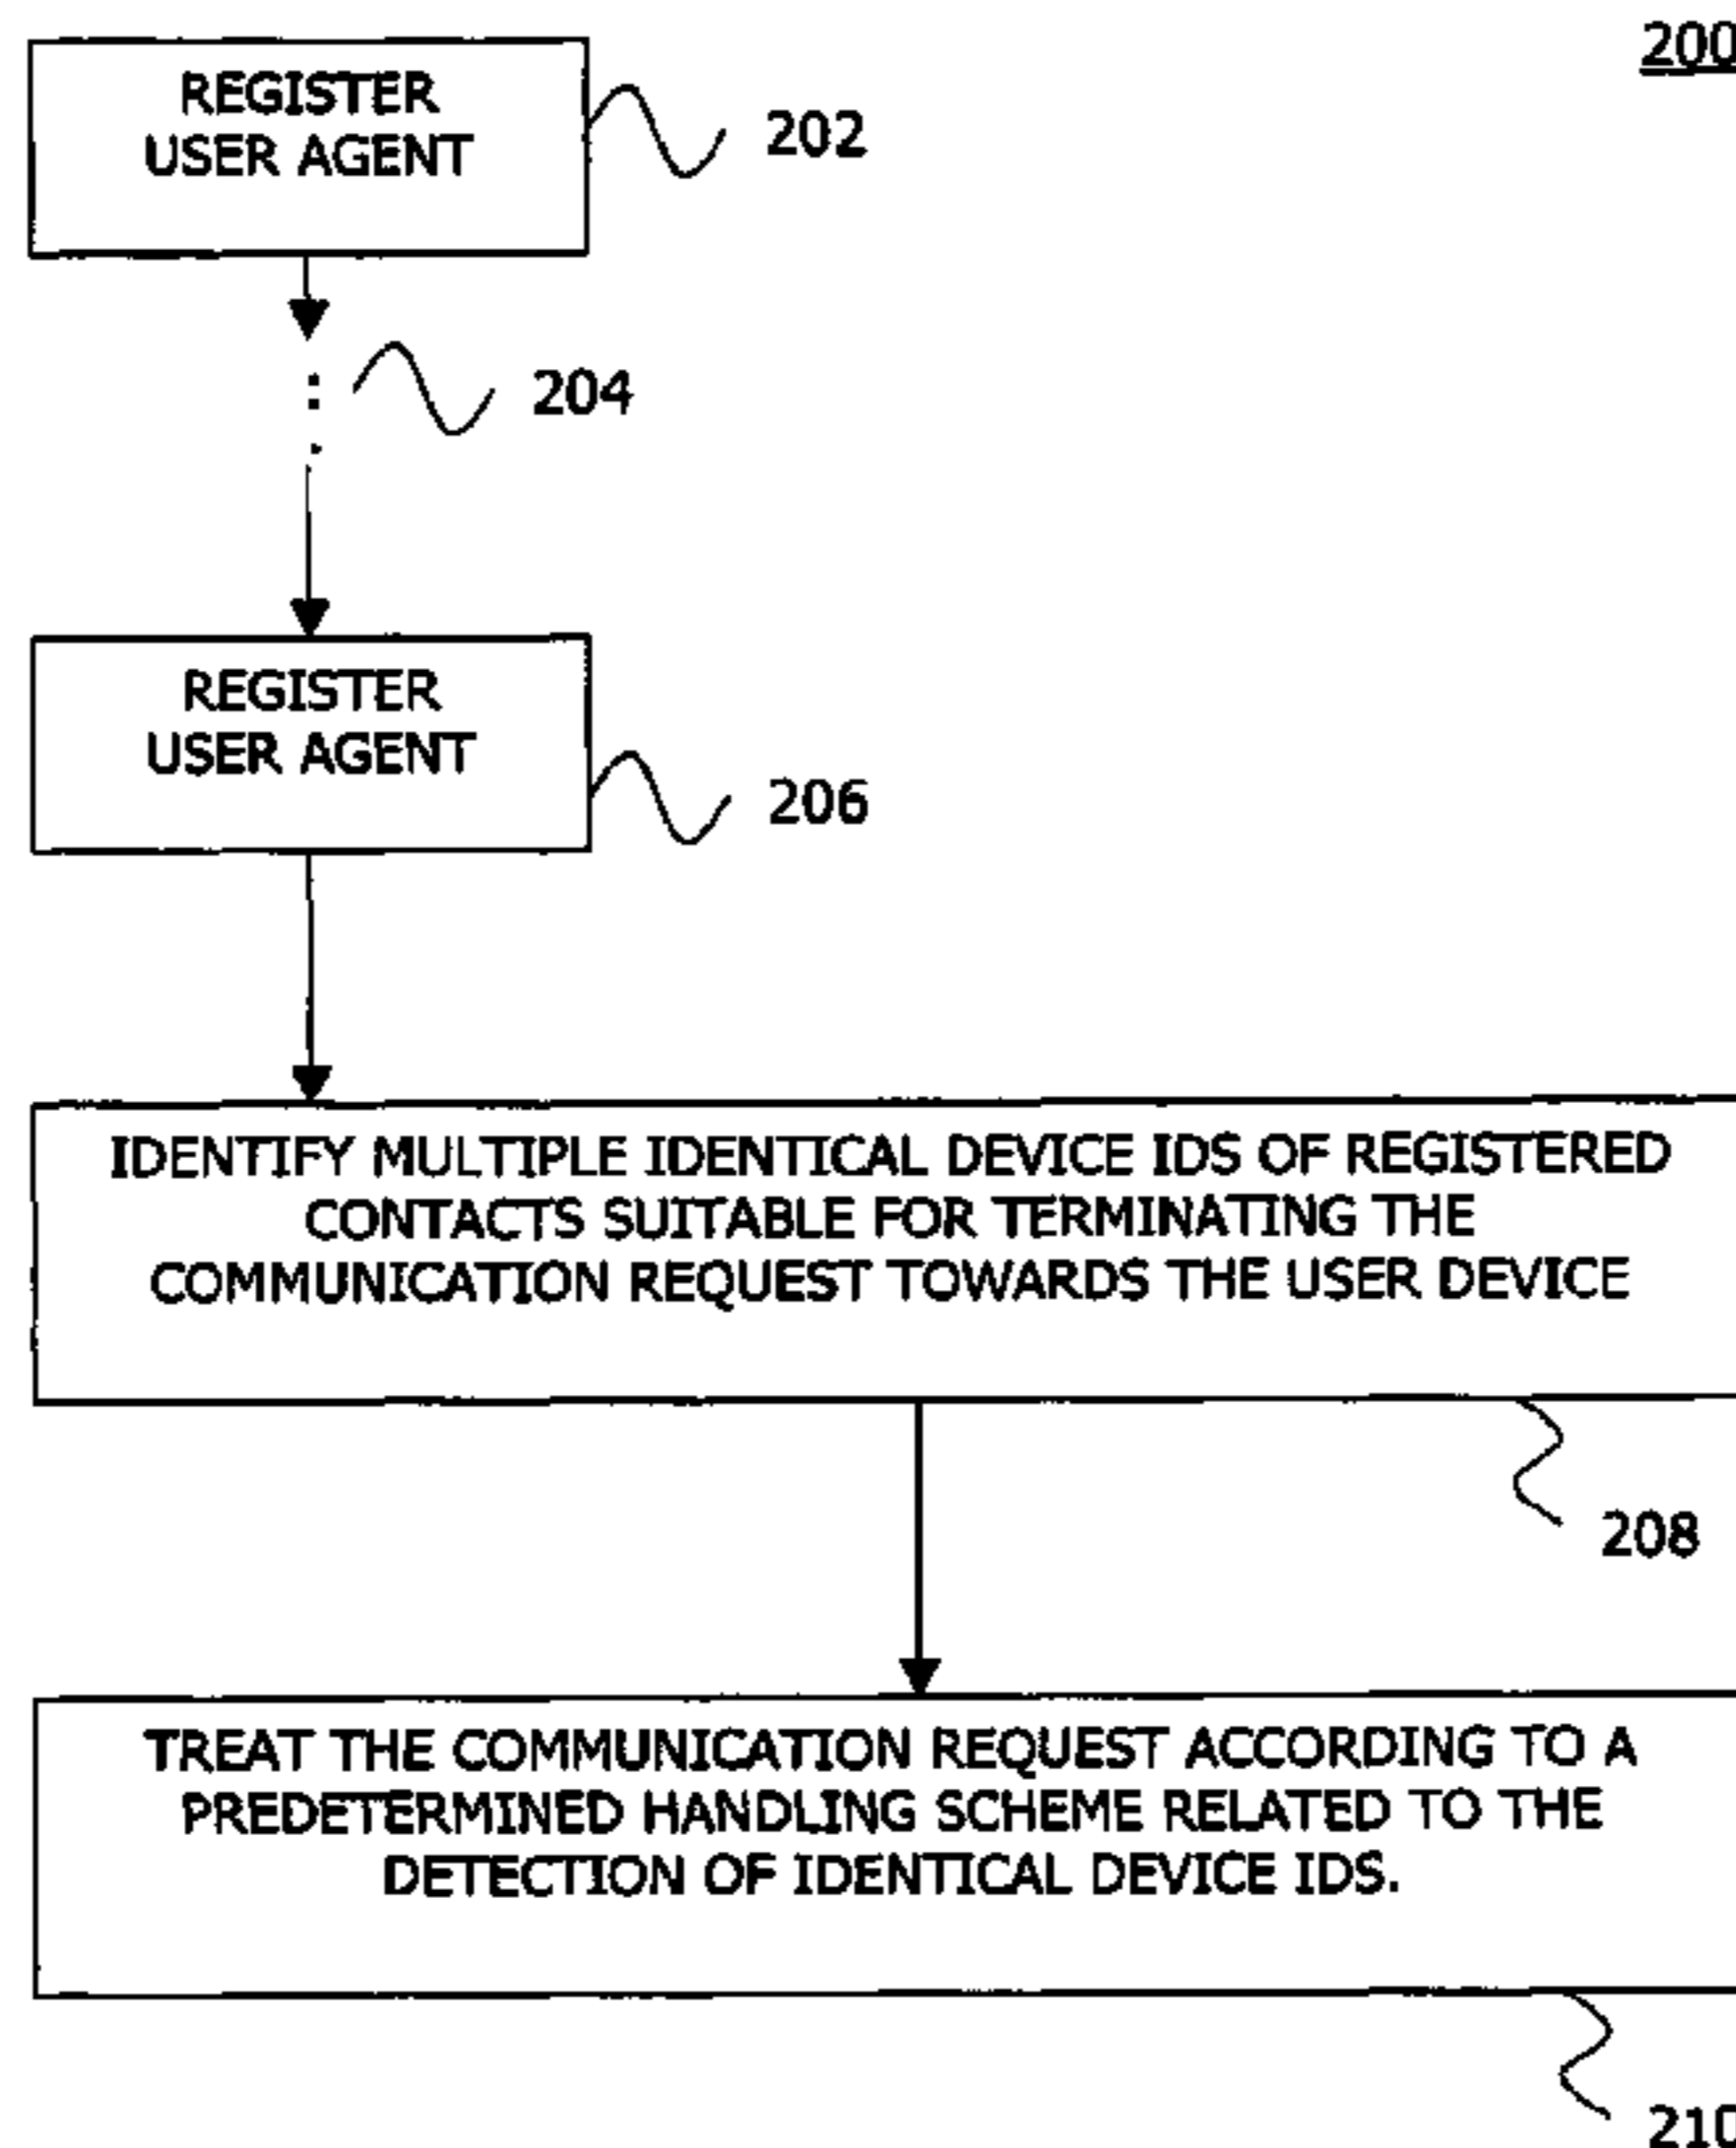 200
REGISTER
USER AGENT
202
204
REGISTER
USER AGENT
206
IDENTIFY MULTIPLE IDENTICAL DEVICE IDS OF REGISTERED
CONTACTS SUITABLE FOR TERMINATING THE
COMMUNICATION REQUEST TOWARDS THE USER DEVICE
208
TREAT THE COMMUNICATION REQUEST ACCORDING TO A
PREDETERMINED HANDLING SCHEME RELATED TO THE
DETECTION OF IDENTICAL DEVICE IDS.
210